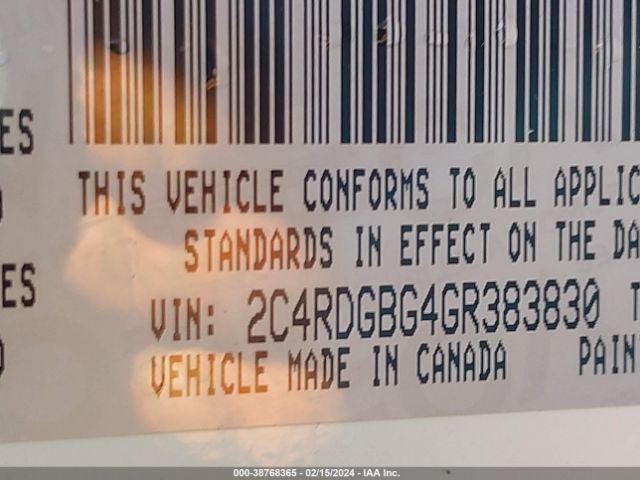 ES
THIS VEHICLE CONFORMS TO ALL APPLIC
STANDARDS IN EFFECT ON THE DA
ES
VIN: 2C4RDGBG4GR383830 T
VEHICLE MADE IN CANADA PAIN
000-38768365 - 02/15/2024 - IAA Inc.